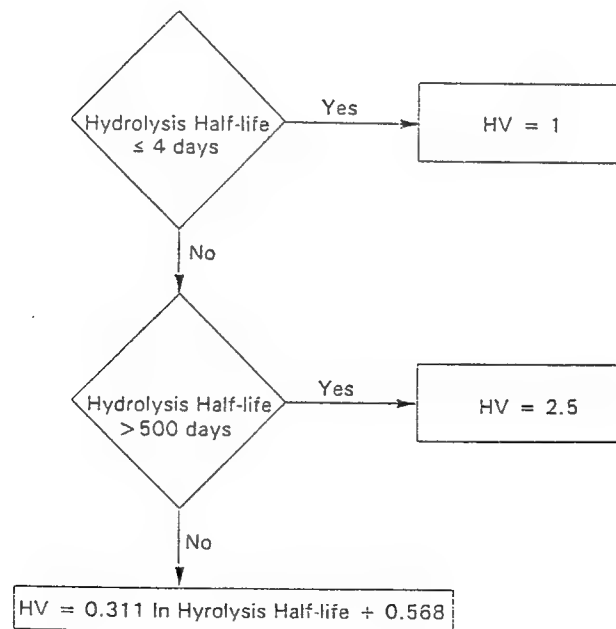 Hydrolysis Half-life
≤ 4 days
Yes
HV = 1
No
Hydrolysis Half-life
> 500 days
Yes
HV = 2.5
No
HV = 0.311 ln Hyrolysis Half-life + 0.568